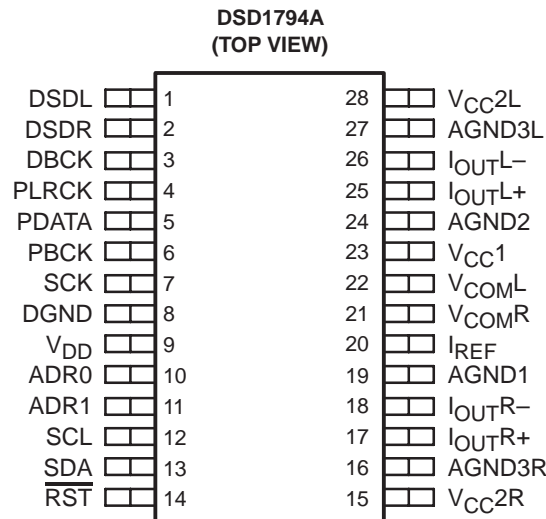 DSD1794A
(TOP VIEW)
DSDL 1 28 VCC2L
DSDR 2 27 AGND3L
DBCK 3 26 IOUTL–
PLRCK 4 25 IOUTL+
PDATA 5 24 AGND2
PBCK 6 23 VCC1
SCK 7 22 VCOML
DGND 8 21 VCOMR
VDD 9 20 IREF
ADR0 10 19 AGND1
ADR1 11 18 IOUTR–
SCL 12 17 IOUTR+
SDA 13 16 AGND3R
RST 14 15 VCC2R